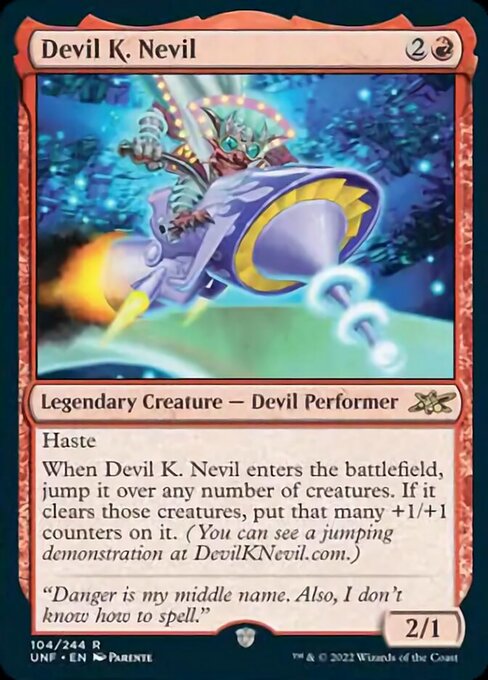 Devil K. Nevil 2
Legendary Creature — Devil Performer
Haste
When Devil K. Nevil enters the battlefield,
jump it over any number of creatures. If it
clears those creatures, put that many +1/+1
counters on it. (You can see a jumping
demonstration at DevilKNevil.com.)
“Danger is my middle name. Also, I don’t
know how to spell.”
2/1
104/244 R
UNF • EN Parente
™ & © 2022 Wizards of the Coast